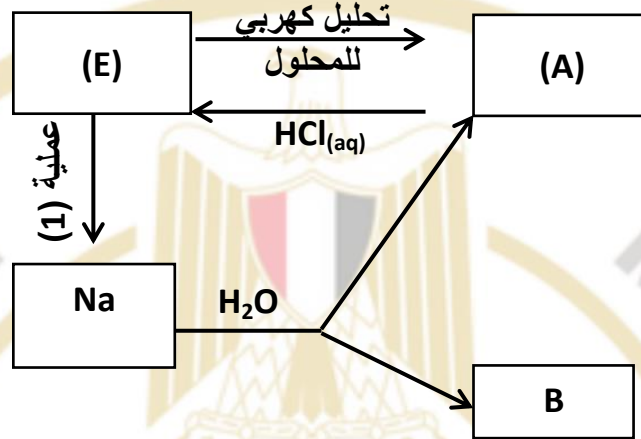 تحليل كهربي
(E)
(A)
للمحلول
HCl(aq)
عملية (1)
Na
H₂O
B